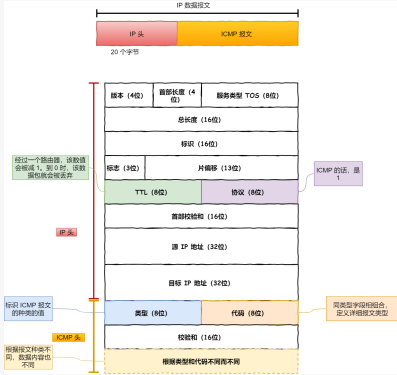 IP 数据报文
IP 头
ICMP 报文
20 个字节
版本（4位）
首部长度（4
位）
服务类型 TOS（8位）
总长度（16位）
标识（16位）
标志（3位）
片偏移（13位）
经过一个路由器，该数值
会被减 1，到 0 时，该数
据包就会被丢弃
TTL（8位）
协议（8位）
ICMP 的话，是
1
首部校验和（16位）
IP 头
源 IP 地址（32位）
目标 IP 地址（32位）
标识 ICMP 报文
的种类的值
类型（8位）
代码（8位）
同类型字段相组合，
定义详细报文类型
ICMP 头
校验和（16位）
根据报文种类不
同，数据内容也
不同
根据类型和代码不同而不同